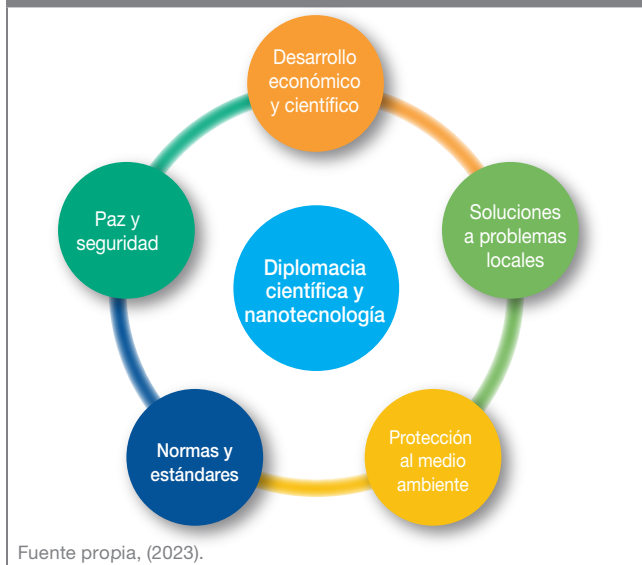 Desarrollo
económico
y científico
Paz y
seguridad
Soluciones
a problemas
locales
Diplomacia
científica y
nanotecnología
Normas y
estándares
Protección
al medio
ambiente
Fuente propia, (2023).